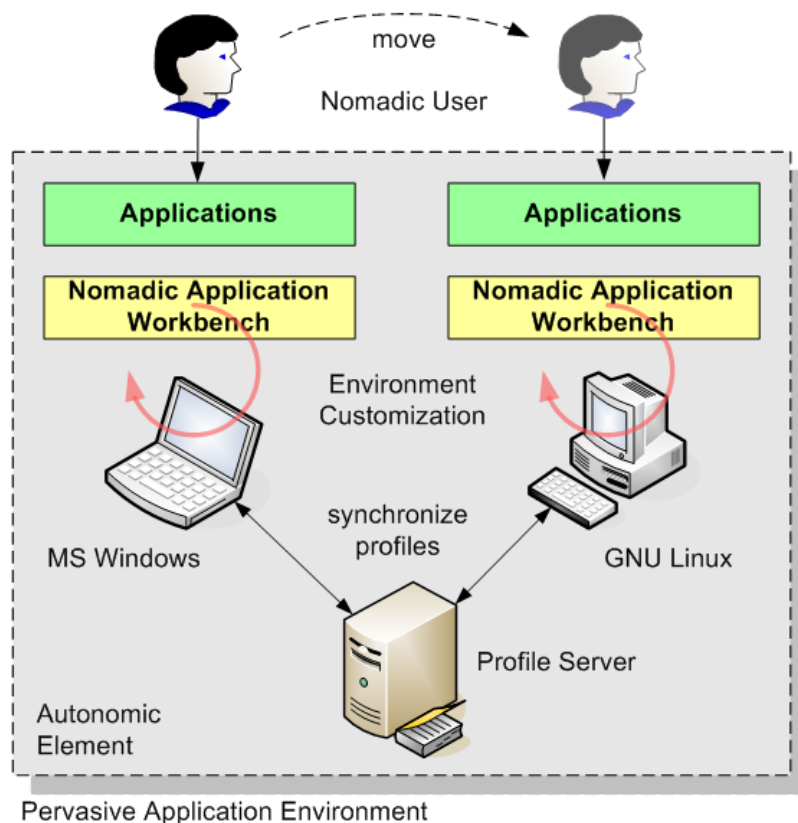 move
Nomadic User
Applications
Applications
Nomadic Application
Workbench
Nomadic Application
Workbench
Environment
Customization
synchronize
profiles
MS Windows
GNU Linux
Profile Server
Autonomic
Element
Pervasive Application Environment